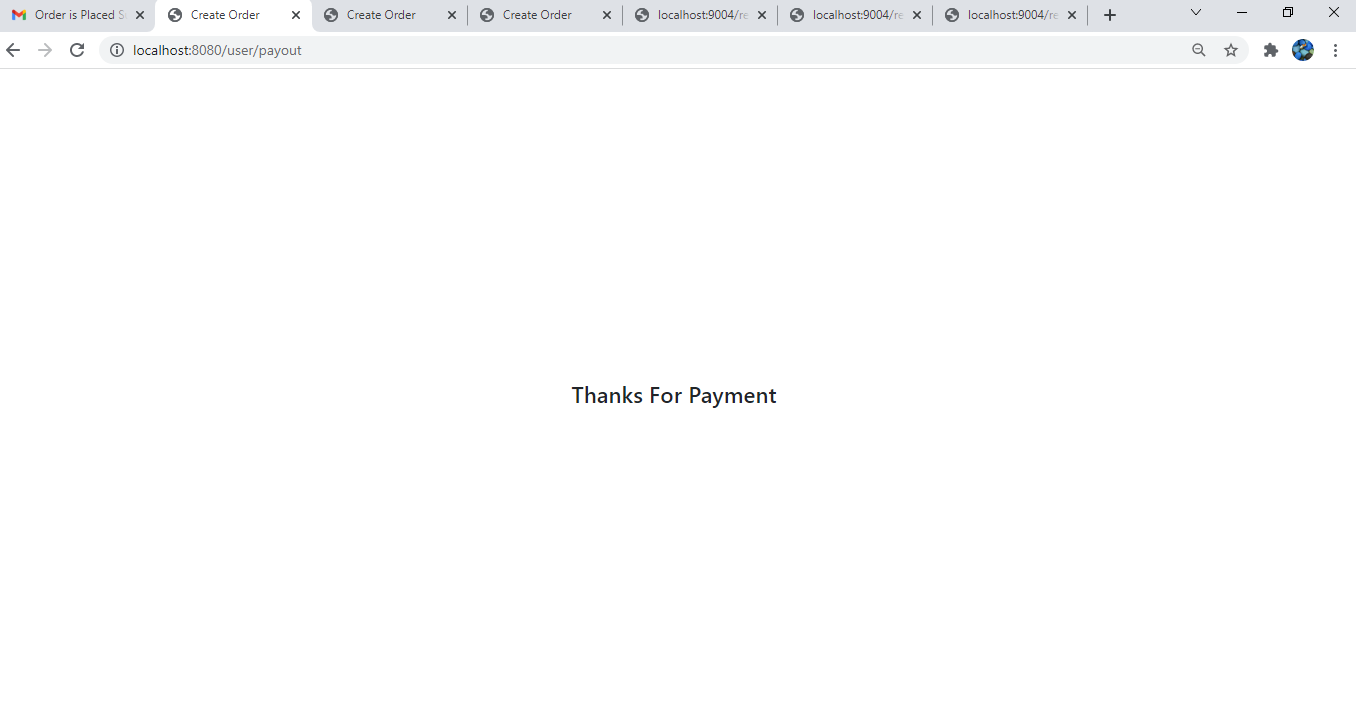 Order is Placed S
Create Order
Create Order
Create Order
localhost:9004/re
localhost:9004/re
localhost:9004/re
localhost:8080/user/payout
Thanks For Payment